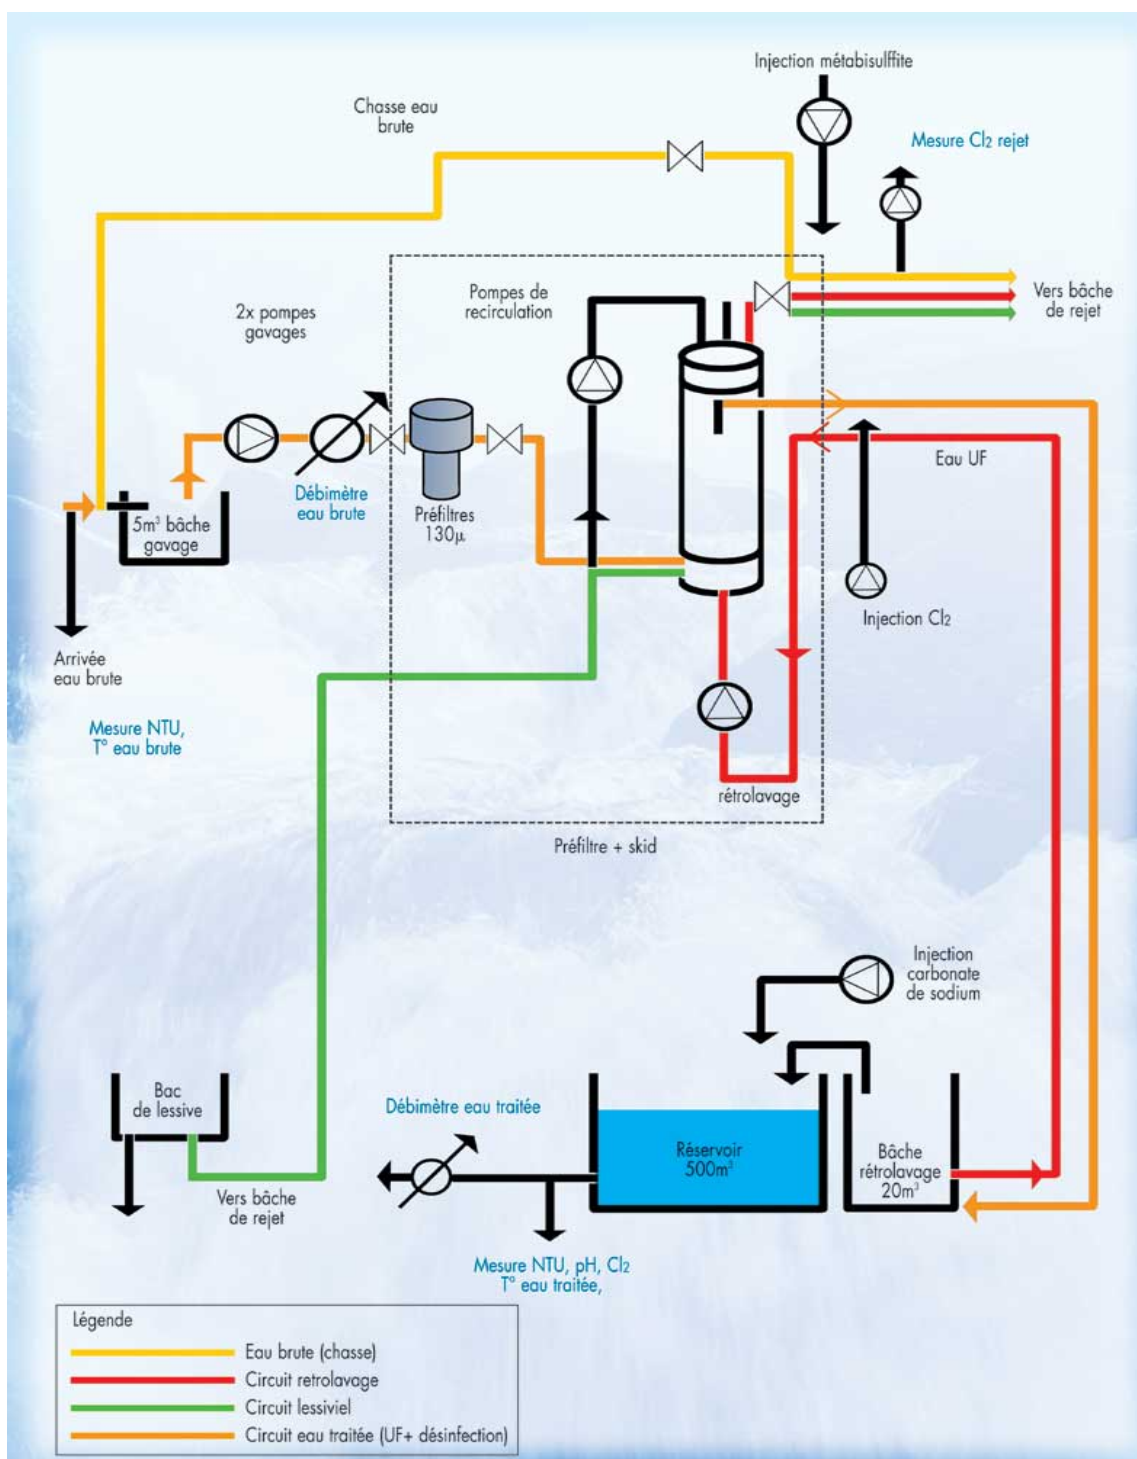 Injection métabisulffite
Chasse eau
brute
Mesure Cl2 rejet
2x pompes
gavages
Pompes de
recirculation
Vers bâche
de rejet
Débimètre
eau brute
Préfiltres
130µ
Eau UF
5m³ bâche
gavage
Injection Cl2
Arrivée
eau brute
Mesure NTU,
T° eau brute
rétrolavage
Préfiltre + skid
Injection
carbonate
de sodium
Bac
de lessive
Débimètre eau traitée
Réservoir
500m³
Bâche
rétrolavage
20m³
Vers bâche
de rejet
Mesure NTU, pH, Cl2
T° eau traitée,
Légende
Eau brute (chasse)
Circuit retrolavage
Circuit lessiviel
Circuit eau traitée (UF+ désinfection)